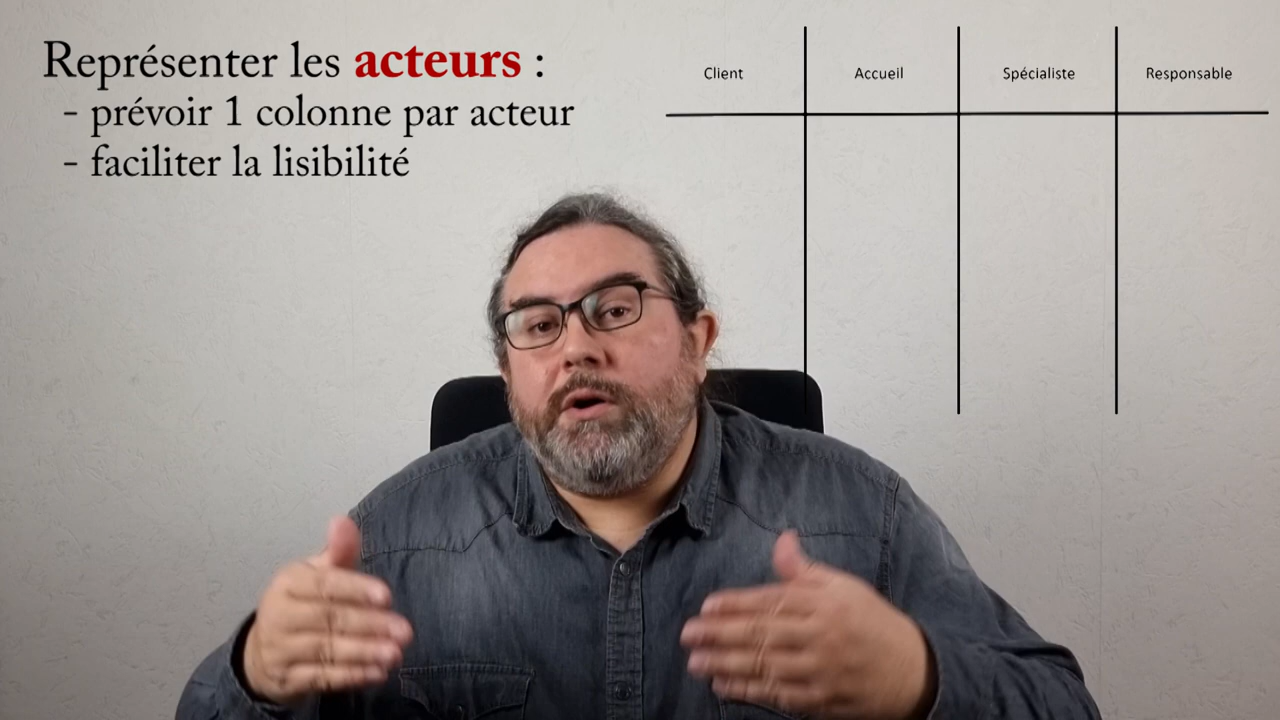 Représenter les acteurs :
- prévoir 1 colonne par acteur
- faciliter la lisibilité
Client Accueil Spécialiste Responsable